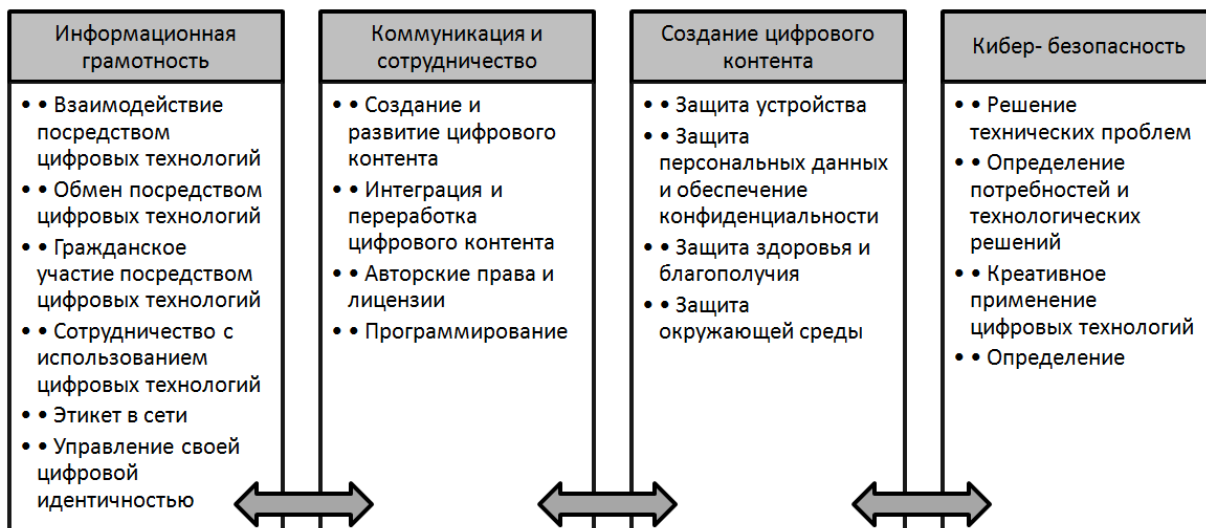 Информационная
грамотность
• • Взаимодействие
посредством
цифровых технологий
• • Обмен посредством
цифровых технологий
• • Гражданское
участие посредством
цифровых технологий
• • Сотрудничество с
использованием
цифровых технологий
• • Этикет в сети
• • Управление своей
цифровой
идентичностью
Коммуникация и
сотрудничество
• • Создание и
развитие цифрового
контента
• • Интеграция и
переработка
цифрового контента
• • Авторские права и
лицензии
• • Программирование
Создание цифрового
контента
• • Защита устройства
• • Защита
персональных данных
и обеспечение
конфиденциальности
• • Защита здоровья и
благополучия
• • Защита
окружающей среды
Кибер- безопасность
• • Решение
технических проблем
• • Определение
потребностей и
технологических
решений
• • Креативное
применение
цифровых технологий
• • Определение